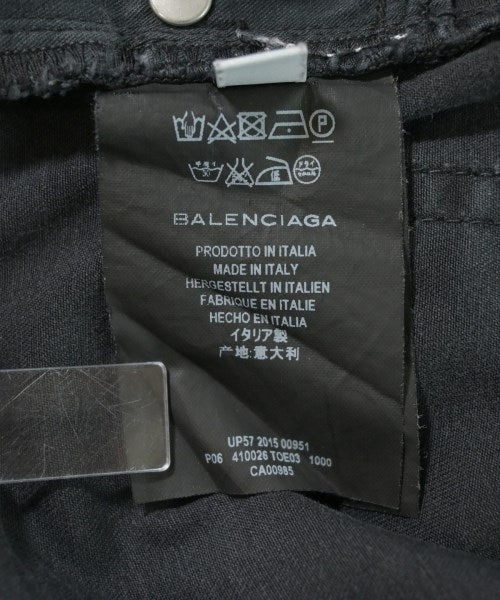 P
BALENCIAGA
PRODOTTO IN ITALIA
MADE IN ITALY
HERGESTELLT IN ITALIEN
FABRIQUE EN ITALIE
HECHO EN ITALIA
イタリア製
产地:意大利
UP57 2015 00951
P06 410026 TOE03 1000
CA00985